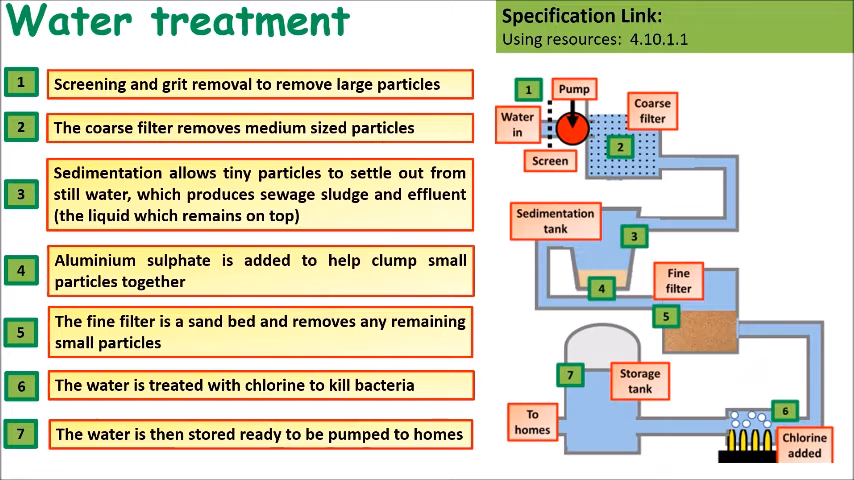 Water treatment
Specification Link:
Using resources: 4.10.1.1
1
Screening and grit removal to remove large particles
2
The coarse filter removes medium sized particles
3
Sedimentation allows tiny particles to settle out from
still water, which produces sewage sludge and effluent
(the liquid which remains on top)
4
Aluminium sulphate is added to help clump small
particles together
5
The fine filter is a sand bed and removes any remaining
small particles
6
The water is treated with chlorine to kill bacteria
7
The water is then stored ready to be pumped to homes
1
Pump
Water
in
Screen
Coarse
filter
2
Sedimentation
tank
3
4
Fine
filter
5
7
Storage
tank
To
homes
6
Chlorine
added